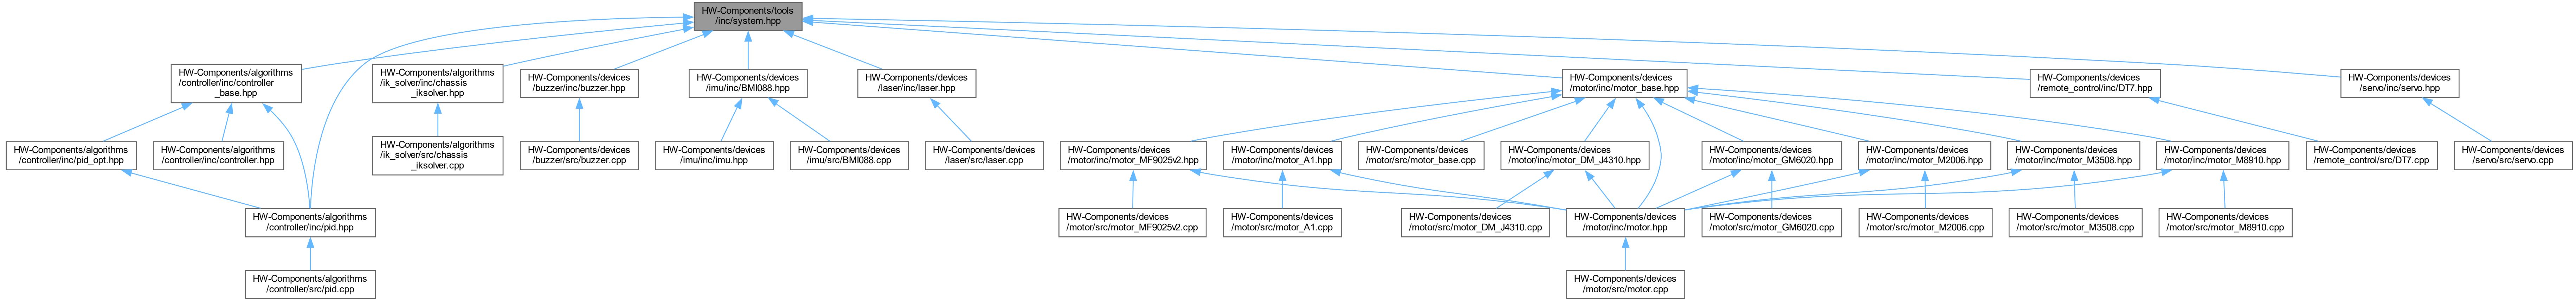 HW-Components/tools
/inc/system.hpp
HW-Components/algorithms
/controller/inc/controller
_base.hpp
HW-Components/algorithms
/ik_solver/inc/chassis
_iksolver.hpp
HW-Components/devices
/buzzer/inc/buzzer.hpp
HW-Components/devices
/imu/inc/BMI088.hpp
HW-Components/devices
/laser/inc/laser.hpp
HW-Components/devices
/motor/inc/motor_base.hpp
HW-Components/devices
/remote_control/inc/DT7.hpp
HW-Components/devices
/servo/inc/servo.hpp
HW-Components/algorithms
/controller/inc/pid_opt.hpp
HW-Components/algorithms
/controller/inc/controller.hpp
HW-Components/algorithms
/ik_solver/src/chassis
_iksolver.cpp
HW-Components/devices
/buzzer/src/buzzer.cpp
HW-Components/devices
/imu/inc/imu.hpp
HW-Components/devices
/imu/src/BMI088.cpp
HW-Components/devices
/laser/src/laser.cpp
HW-Components/devices
/motor/inc/motor_MF9025v2.hpp
HW-Components/devices
/motor/inc/motor_A1.hpp
HW-Components/devices
/motor/src/motor_base.cpp
HW-Components/devices
/motor/inc/motor_DM_J4310.hpp
HW-Components/devices
/motor/inc/motor_GM6020.hpp
HW-Components/devices
/motor/inc/motor_M2006.hpp
HW-Components/devices
/motor/inc/motor_M3508.hpp
HW-Components/devices
/motor/inc/motor_M8910.hpp
HW-Components/devices
/remote_control/src/DT7.cpp
HW-Components/devices
/servo/src/servo.cpp
HW-Components/algorithms
/controller/inc/pid.hpp
HW-Components/devices
/motor/src/motor_MF9025v2.cpp
HW-Components/devices
/motor/src/motor_A1.cpp
HW-Components/devices
/motor/src/motor_DM_J4310.cpp
HW-Components/devices
/motor/inc/motor.hpp
HW-Components/devices
/motor/src/motor_GM6020.cpp
HW-Components/devices
/motor/src/motor_M2006.cpp
HW-Components/devices
/motor/src/motor_M3508.cpp
HW-Components/devices
/motor/src/motor_M8910.cpp
HW-Components/algorithms
/controller/src/pid.cpp
HW-Components/devices
/motor/src/motor.cpp